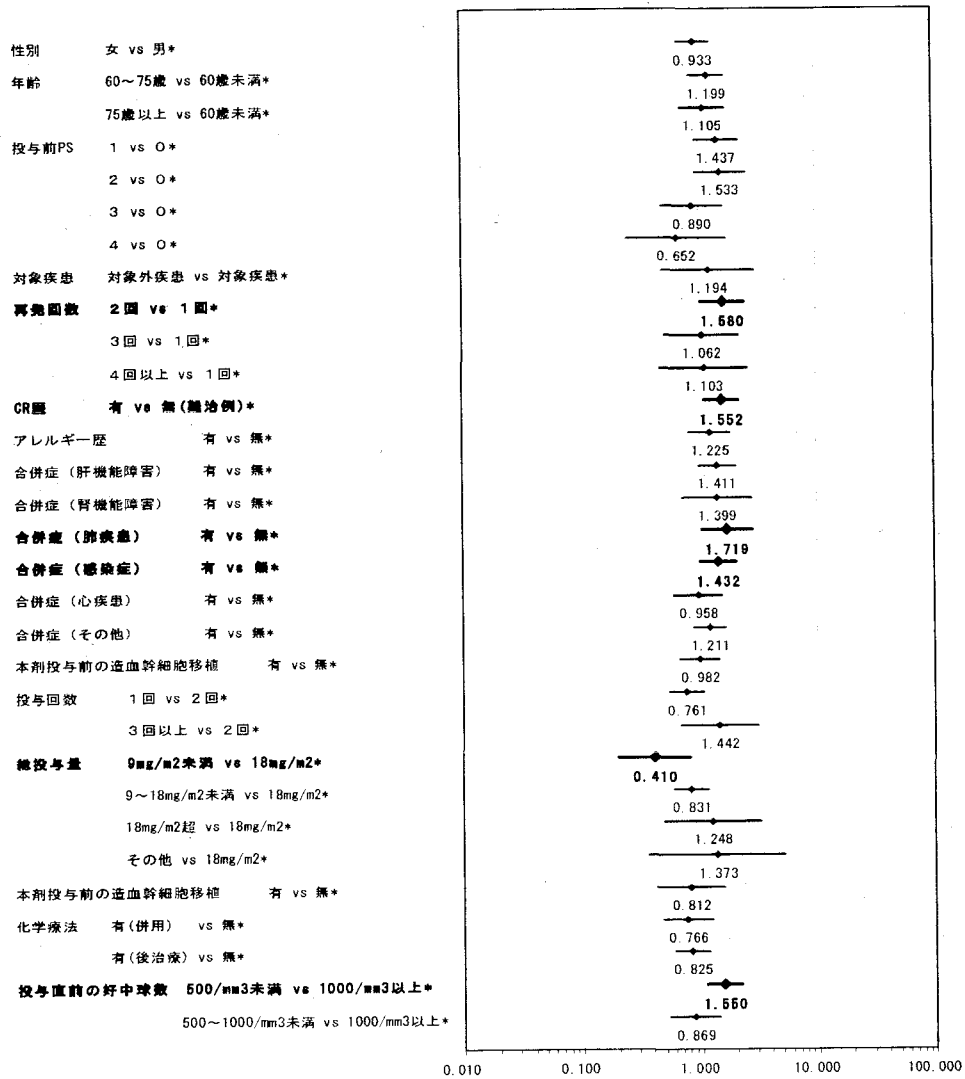 性別 女 vs 男*
0.933
年齢 60～75歳 vs 60歳未満*
1.199
75歳以上 vs 60歳未満*
1.105
投与前PS 1 vs 0*
1.437
2 vs 0*
1.533
3 vs 0*
0.890
4 vs 0*
0.652
対象疾患 対象外疾患 vs 対象疾患*
1.194
再発回数 2回 vs 1回*
1.580
3回 vs 1回*
1.062
4回以上 vs 1回*
1.103
CR歴 有 vs 無(難治例)*
1.552
アレルギー歴 有 vs 無*
1.225
合併症（肝機能障害） 有 vs 無*
1.411
合併症（腎機能障害） 有 vs 無*
1.399
合併症（肺疾患） 有 vs 無*
1.719
合併症（感染症） 有 vs 無*
1.432
合併症（心疾患） 有 vs 無*
0.958
合併症（その他） 有 vs 無*
1.211
本剤投与前の造血幹細胞移植 有 vs 無*
0.982
投与回数 1回 vs 2回*
0.761
3回以上 vs 2回*
1.442
総投与量 9mg/m2未満 vs 18mg/m2*
0.410
9～18mg/m2未満 vs 18mg/m2*
0.831
18mg/m2超 vs 18mg/m2*
1.248
その他 vs 18mg/m2*
1.373
本剤投与前の造血幹細胞移植 有 vs 無*
0.812
化学療法 有(併用) vs 無*
0.766
有(後治療) vs 無*
0.825
投与直前の好中球数 500/mm3未満 vs 1000/mm3以上*
1.550
500～1000/mm3未満 vs 1000/mm3以上*
0.869
0.010 0.100 1.000 10.000 100.000